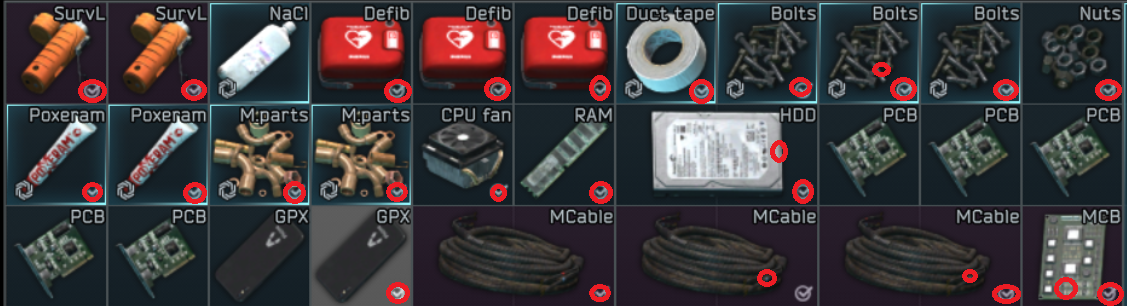 SurvL SurvL NaCl Defib Defib Defib Duct tape Bolts Bolts Bolts Nuts
Poxeram Poxeram M.parts M.parts CPU fan RAM HDD PCB PCB PCB
PCB PCB GPX GPX MCable MCable MCable MCB